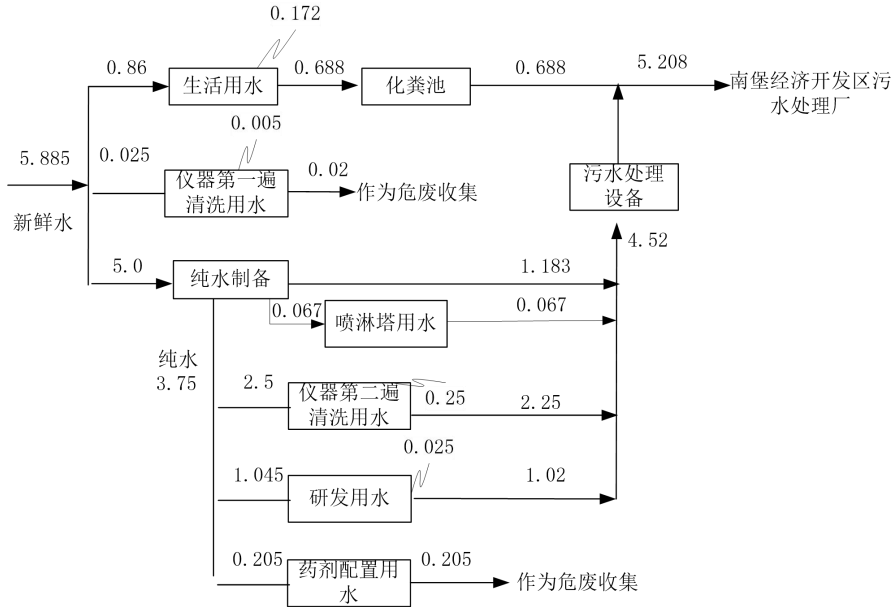 0.172
0.86
生活用水
0.688
化粪池
0.688
5.208
南堡经济开发区污
水处理厂
0.005
5.885
0.025
仪器第一遍
清洗用水
0.02
作为危废收集
污水处理
设备
新鲜水
4.52
5.0
纯水制备
1.183
0.067
喷淋塔用水
0.067
纯水
3.75
2.5
仪器第二遍
清洗用水
0.25
2.25
0.025
1.045
研发用水
1.02
0.205
药剂配置用
水
0.205
作为危废收集